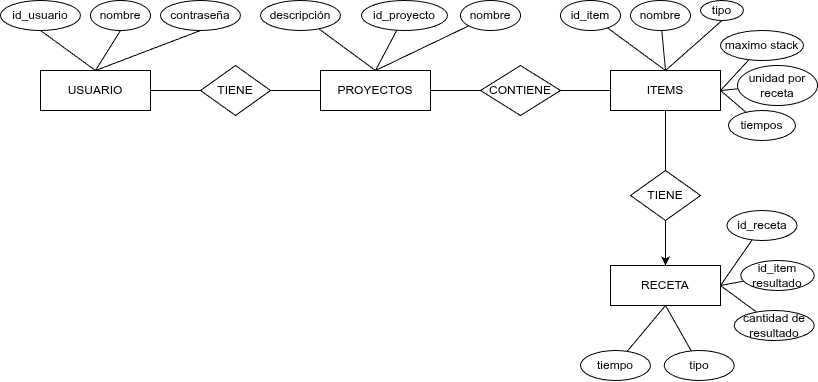 id_usuario
nombre
contraseña
descripción
id_proyecto
nombre
id_item
nombre
tipo
maximo stack
unidad por
receta
tiempos
USUARIO
TIENE
PROYECTOS
CONTIENE
ITEMS
TIENE
id_receta
id_item
resultado
cantidad de
resultado
RECETA
tiempo
tipo